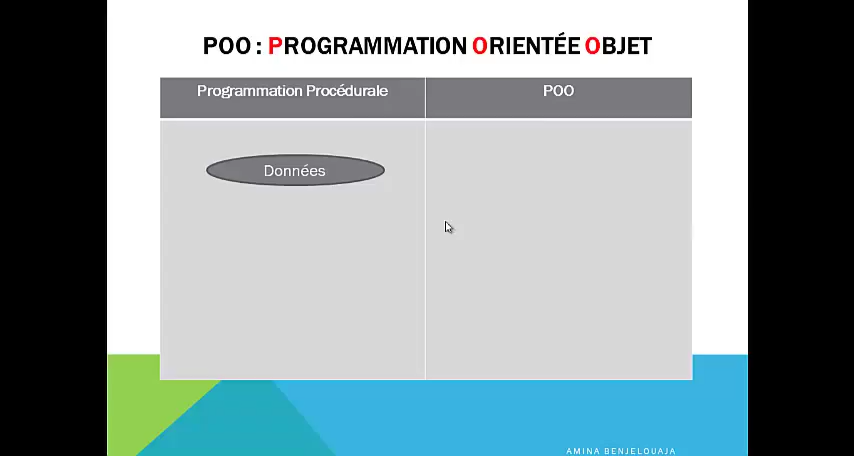 POO : PROGRAMMATION ORIENTÉE OBJET
Programmation Procédurale
POO
Données
AMINA BENJELOUAJA